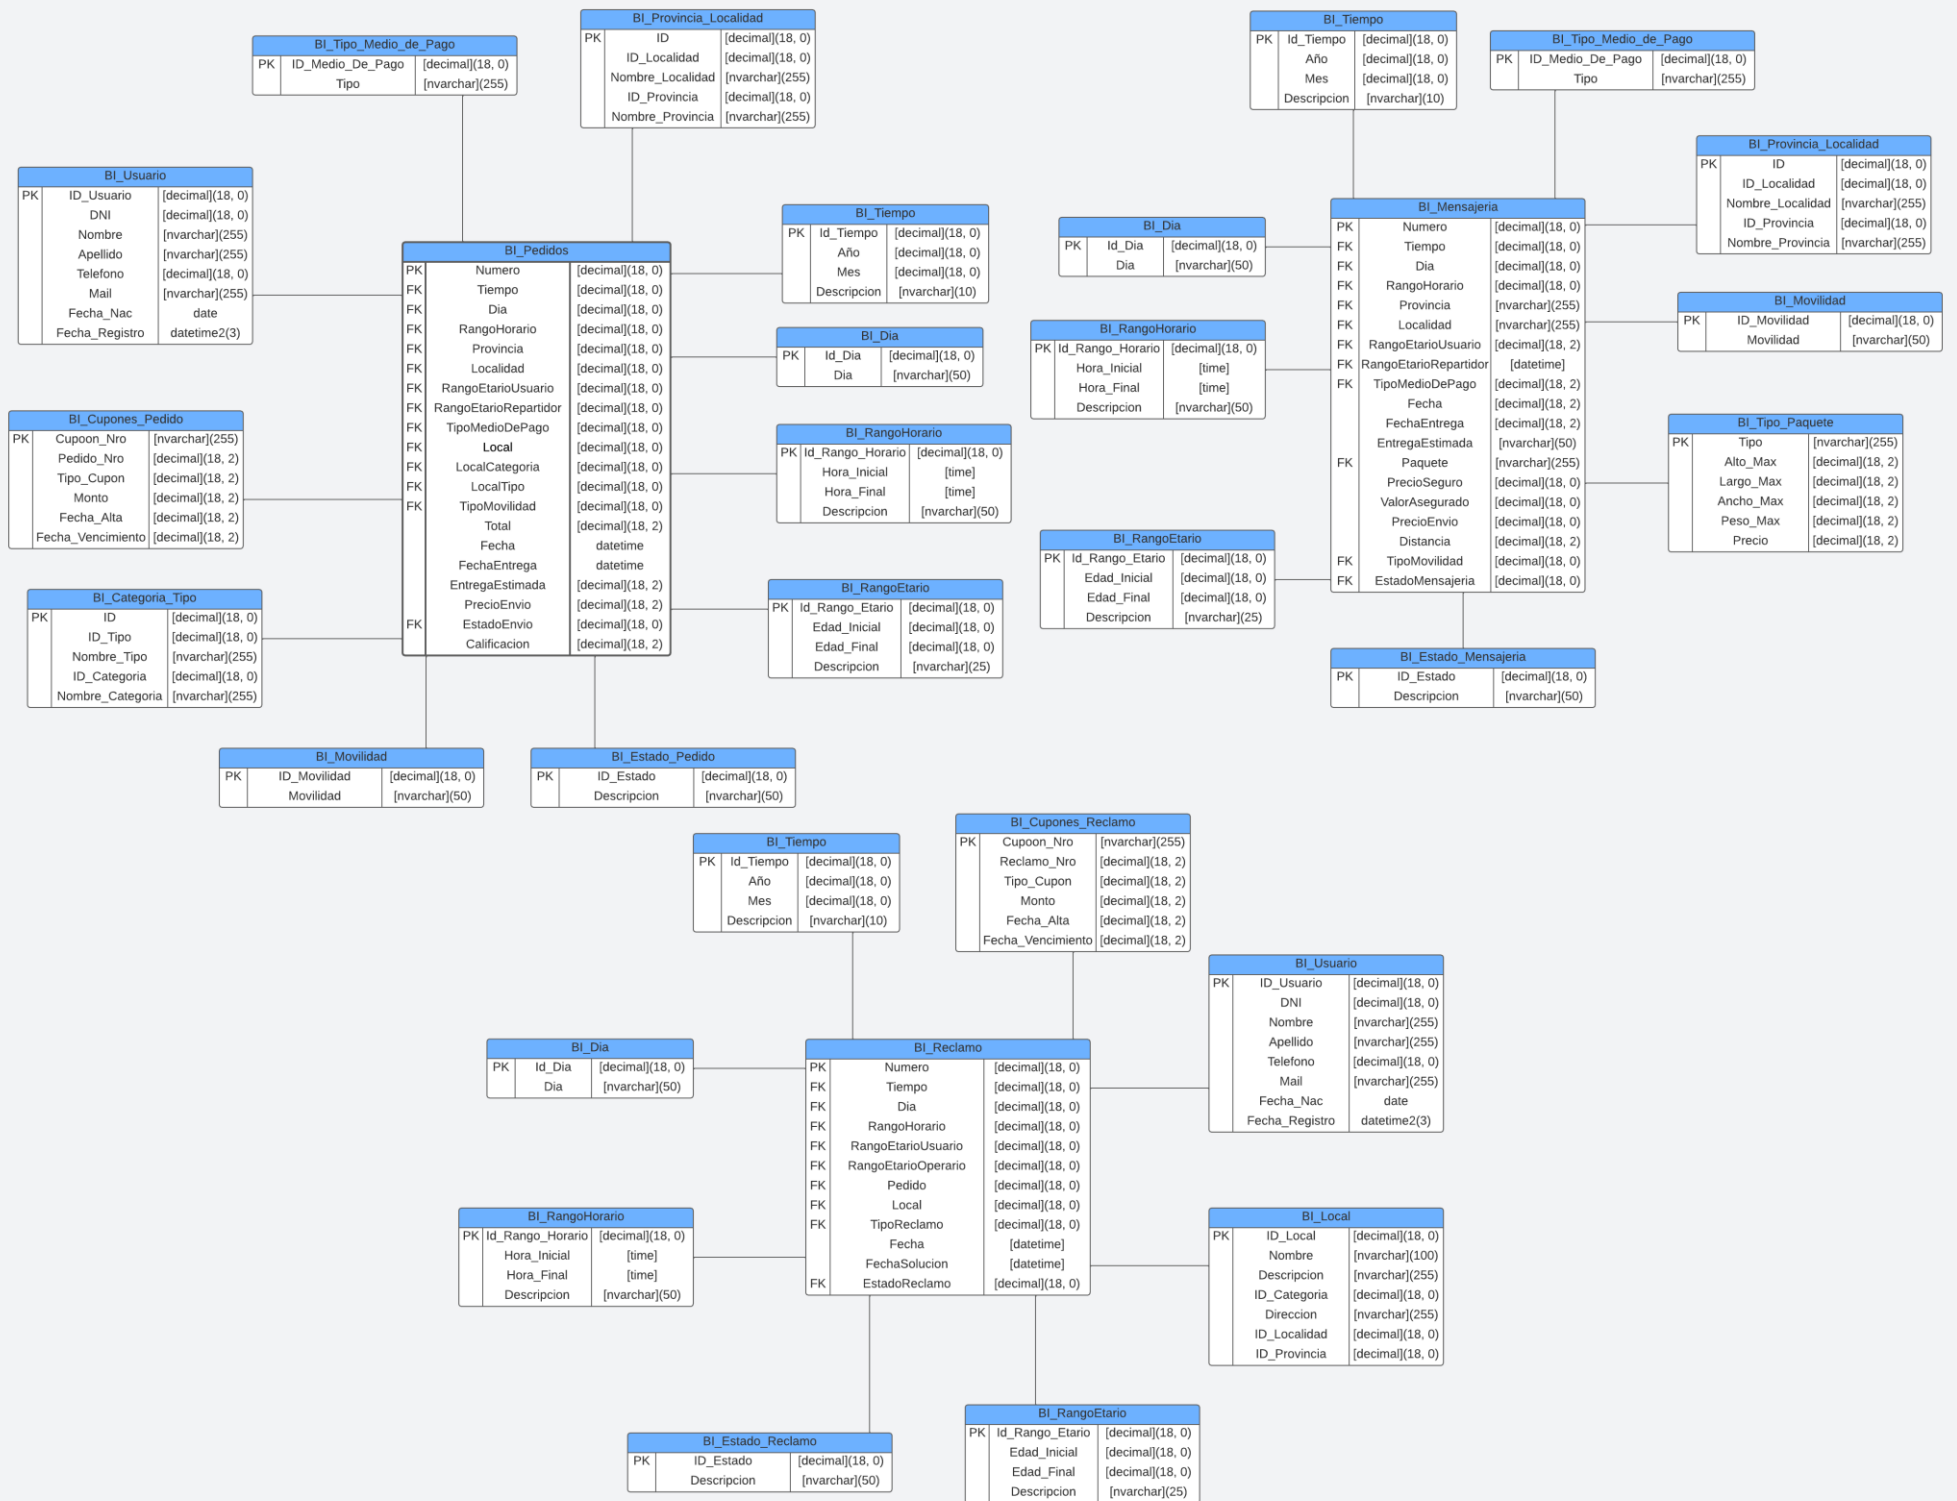 BI_Tipo_Medio_de_Pago
PK ID_Medio_De_Pago [decimal](18, 0)
Tipo [nvarchar](255)
BI_Provincia_Localidad
PK ID [decimal](18, 0)
ID_Localidad [decimal](18, 0)
Nombre_Localidad [nvarchar](255)
ID_Provincia [decimal](18, 0)
Nombre_Provincia [nvarchar](255)
BI_Usuario
PK ID_Usuario [decimal](18, 0)
DNI [decimal](18, 0)
Nombre [nvarchar](255)
Apellido [nvarchar](255)
Telefono [decimal](18, 0)
Mail [nvarchar](255)
Fecha_Nac date
Fecha_Registro datetime2(3)
BI_Pedidos
PK Numero [decimal](18, 0)
FK Tiempo [decimal](18, 0)
FK Dia [decimal](18, 0)
FK RangoHorario [decimal](18, 0)
FK Provincia [decimal](18, 0)
FK Localidad [decimal](18, 0)
FK RangoEtarioUsuario [decimal](18, 0)
FK RangoEtarioRepartidor [decimal](18, 0)
FK TipoMedioDePago [decimal](18, 0)
FK Local [decimal](18, 0)
FK LocalCategoria [decimal](18, 0)
FK LocalTipo [decimal](18, 0)
FK TipoMovilidad [decimal](18, 0)
Total [decimal](18, 2)
Fecha datetime
FechaEntrega datetime
EntregaEstimada [decimal](18, 2)
PrecioEnvio [decimal](18, 2)
FK EstadoEnvio [decimal](18, 0)
Calificacion [decimal](18, 2)
BI_Tiempo
PK Id_Tiempo [decimal](18, 0)
Año [decimal](18, 0)
Mes [decimal](18, 0)
Descripcion [nvarchar](10)
BI_Dia
PK Id_Dia [decimal](18, 0)
Dia [nvarchar](50)
BI_RangoHorario
PK Id_Rango_Horario [decimal](18, 0)
Hora_Inicial [time]
Hora_Final [time]
Descripcion [nvarchar](50)
BI_RangoEtario
PK Id_Rango_Etario [decimal](18, 0)
Edad_Inicial [decimal](18, 0)
Edad_Final [decimal](18, 0)
Descripcion [nvarchar](25)
BI_Cupones_Pedido
PK Cupoon_Nro [nvarchar](255)
Pedido_Nro [decimal](18, 2)
Tipo_Cupon [decimal](18, 2)
Monto [decimal](18, 2)
Fecha_Alta [decimal](18, 2)
Fecha_Vencimiento [decimal](18, 2)
BI_Categoria_Tipo
PK ID [decimal](18, 0)
ID_Tipo [decimal](18, 0)
Nombre_Tipo [nvarchar](255)
ID_Categoria [decimal](18, 0)
Nombre_Categoria [nvarchar](255)
BI_Movilidad
PK ID_Movilidad [decimal](18, 0)
Movilidad [nvarchar](50)
BI_Estado_Pedido
PK ID_Estado [decimal](18, 0)
Descripcion [nvarchar](50)
BI_Tiempo
PK Id_Tiempo [decimal](18, 0)
Año [decimal](18, 0)
Mes [decimal](18, 0)
Descripcion [nvarchar](10)
BI_Tipo_Medio_de_Pago
PK ID_Medio_De_Pago [decimal](18, 0)
Tipo [nvarchar](255)
BI_Provincia_Localidad
PK ID [decimal](18, 0)
ID_Localidad [decimal](18, 0)
Nombre_Localidad [nvarchar](255)
ID_Provincia [decimal](18, 0)
Nombre_Provincia [nvarchar](255)
BI_Dia
PK Id_Dia [decimal](18, 0)
Dia [nvarchar](50)
BI_RangoHorario
PK Id_Rango_Horario [decimal](18, 0)
Hora_Inicial [time]
Hora_Final [time]
Descripcion [nvarchar](50)
BI_RangoEtario
PK Id_Rango_Etario [decimal](18, 0)
Edad_Inicial [decimal](18, 0)
Edad_Final [decimal](18, 0)
Descripcion [nvarchar](25)
BI_Mensajeria
PK Numero [decimal](18, 0)
FK Tiempo [decimal](18, 0)
FK Dia [decimal](18, 0)
FK RangoHorario [decimal](18, 0)
FK Provincia [nvarchar](255)
FK Localidad [nvarchar](255)
FK RangoEtarioUsuario [decimal](18, 2)
FK RangoEtarioRepartidor [datetime]
FK TipoMedioDePago [decimal](18, 2)
Fecha [decimal](18, 2)
FechaEntrega [decimal](18, 2)
EntregaEstimada [nvarchar](50)
FK Paquete [nvarchar](255)
PrecioSeguro [decimal](18, 0)
ValorAsegurado [decimal](18, 0)
PrecioEnvio [decimal](18, 0)
Distancia [decimal](18, 2)
FK TipoMovilidad [decimal](18, 0)
FK EstadoMensajeria [decimal](18, 0)
BI_Movilidad
PK ID_Movilidad [decimal](18, 0)
Movilidad [nvarchar](50)
BI_Tipo_Paquete
PK Tipo [nvarchar](255)
Alto_Max [decimal](18, 2)
Largo_Max [decimal](18, 2)
Ancho_Max [decimal](18, 2)
Peso_Max [decimal](18, 2)
Precio [decimal](18, 2)
BI_Estado_Mensajeria
PK ID_Estado [decimal](18, 0)
Descripcion [nvarchar](50)
BI_Tiempo
PK Id_Tiempo [decimal](18, 0)
Año [decimal](18, 0)
Mes [decimal](18, 0)
Descripcion [nvarchar](10)
BI_Cupones_Reclamo
PK Cupoon_Nro [nvarchar](255)
Reclamo_Nro [decimal](18, 2)
Tipo_Cupon [decimal](18, 2)
Monto [decimal](18, 2)
Fecha_Alta [decimal](18, 2)
Fecha_Vencimiento [decimal](18, 2)
BI_Usuario
PK ID_Usuario [decimal](18, 0)
DNI [decimal](18, 0)
Nombre [nvarchar](255)
Apellido [nvarchar](255)
Telefono [decimal](18, 0)
Mail [nvarchar](255)
Fecha_Nac date
Fecha_Registro datetime2(3)
BI_Dia
PK Id_Dia [decimal](18, 0)
Dia [nvarchar](50)
BI_Reclamo
PK Numero [decimal](18, 0)
FK Tiempo [decimal](18, 0)
FK Dia [decimal](18, 0)
FK RangoHorario [decimal](18, 0)
FK RangoEtarioUsuario [decimal](18, 0)
FK RangoEtarioOperario [decimal](18, 0)
FK Pedido [decimal](18, 0)
FK Local [decimal](18, 0)
FK TipoReclamo [decimal](18, 0)
Fecha [datetime]
FechaSolucion [datetime]
FK EstadoReclamo [decimal](18, 0)
BI_RangoHorario
PK Id_Rango_Horario [decimal](18, 0)
Hora_Inicial [time]
Hora_Final [time]
Descripcion [nvarchar](50)
BI_Local
PK ID_Local [decimal](18, 0)
Nombre [nvarchar](100)
Descripcion [nvarchar](255)
ID_Categoria [decimal](18, 0)
Direccion [nvarchar](255)
ID_Localidad [decimal](18, 0)
ID_Provincia [decimal](18, 0)
BI_Estado_Reclamo
PK ID_Estado [decimal](18, 0)
Descripcion [nvarchar](50)
BI_RangoEtario
PK Id_Rango_Etario [decimal](18, 0)
Edad_Inicial [decimal](18, 0)
Edad_Final [decimal](18, 0)
Descripcion [nvarchar](25)